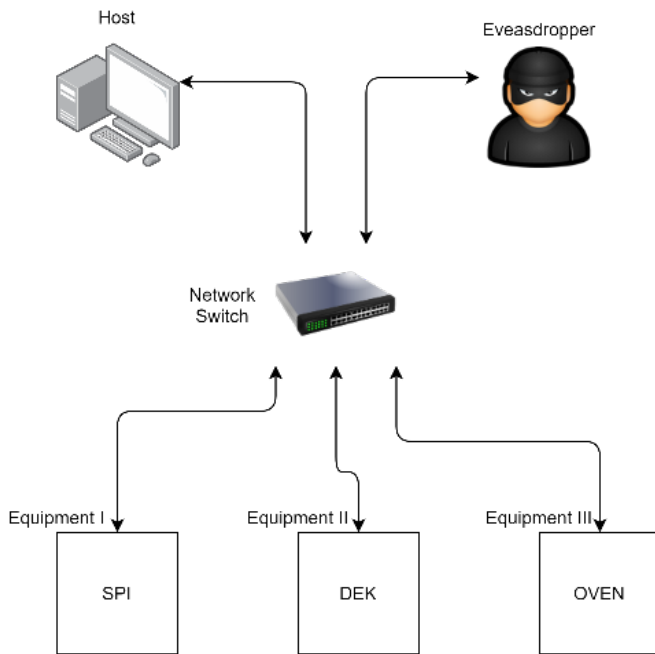 Host
Eveasdropper
Network
Switch
Equipment I
Equipment II
Equipment III
SPI
DEK
OVEN